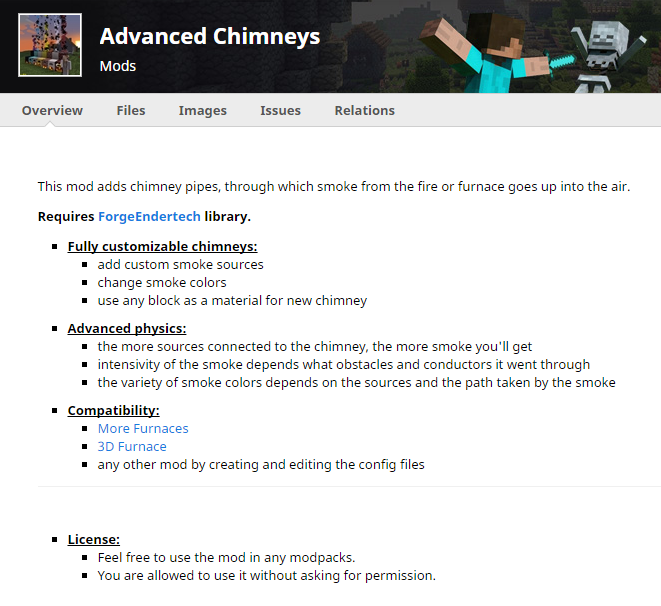 Advanced Chimneys
Mods
Overview Files Images Issues Relations
This mod adds chimney pipes, through which smoke from the fire or furnace goes up into the air.
Requires ForgeEndertech library.
Fully customizable chimneys:
add custom smoke sources
change smoke colors
use any block as a material for new chimney
Advanced physics:
the more sources connected to the chimney, the more smoke you'll get
intensivity of the smoke depends what obstacles and conductors it went through
the variety of smoke colors depends on the sources and the path taken by the smoke
Compatibility:
More Furnaces
3D Furnace
any other mod by creating and editing the config files
License:
Feel free to use the mod in any modpacks.
You are allowed to use it without asking for permission.